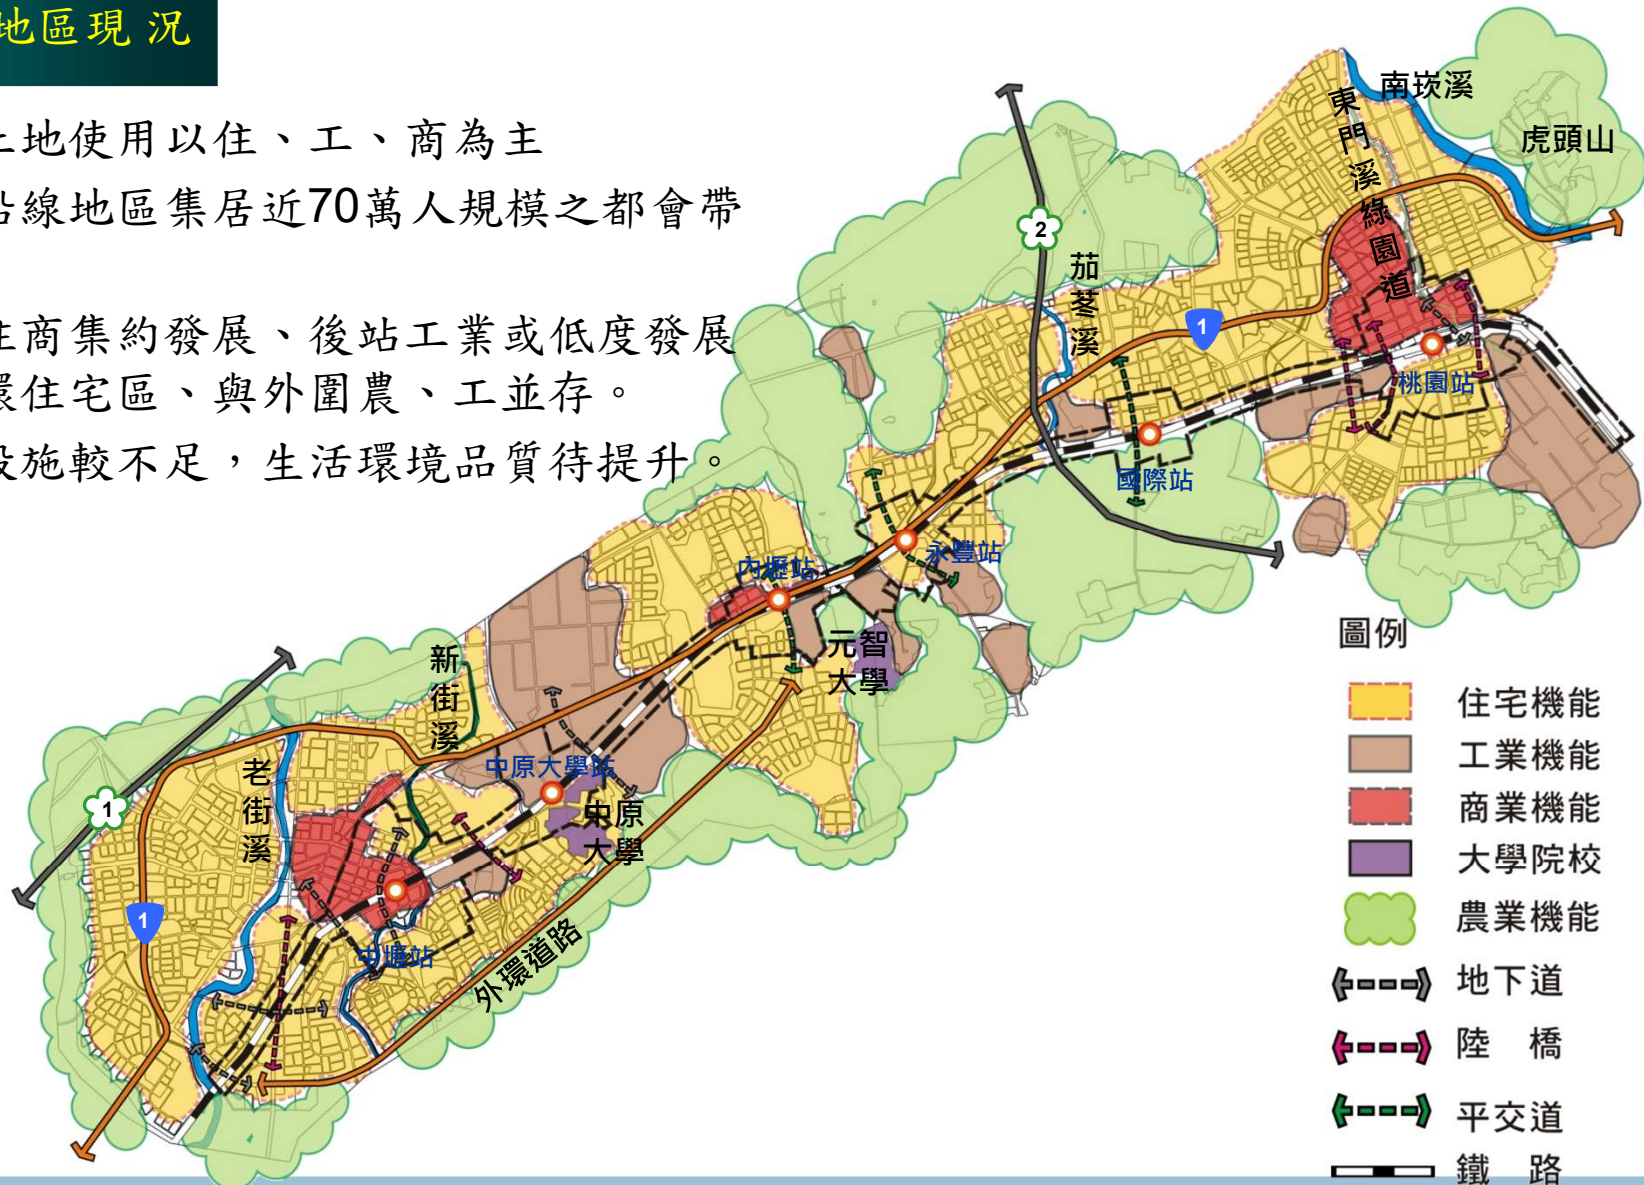 地區現況
土地使用以住、工、商為主
沿線地區集居近70萬人規模之都會帶
住商集約發展、後站工業或低度發展
環住宅區、與外圍農、工並存。
設施較不足，生活環境品質待提升。
南崁溪
東門溪綠園道
虎頭山
2
茄苳溪
1
桃園站
國際站
永豐站
內壢站
元智
大學
新街溪
中原大學站
中原
大學
老街溪
1
1
中壢站
外環道路
圖例
住宅機能
工業機能
商業機能
大學院校
農業機能
地下道
陸 橋
平交道
鐵 路